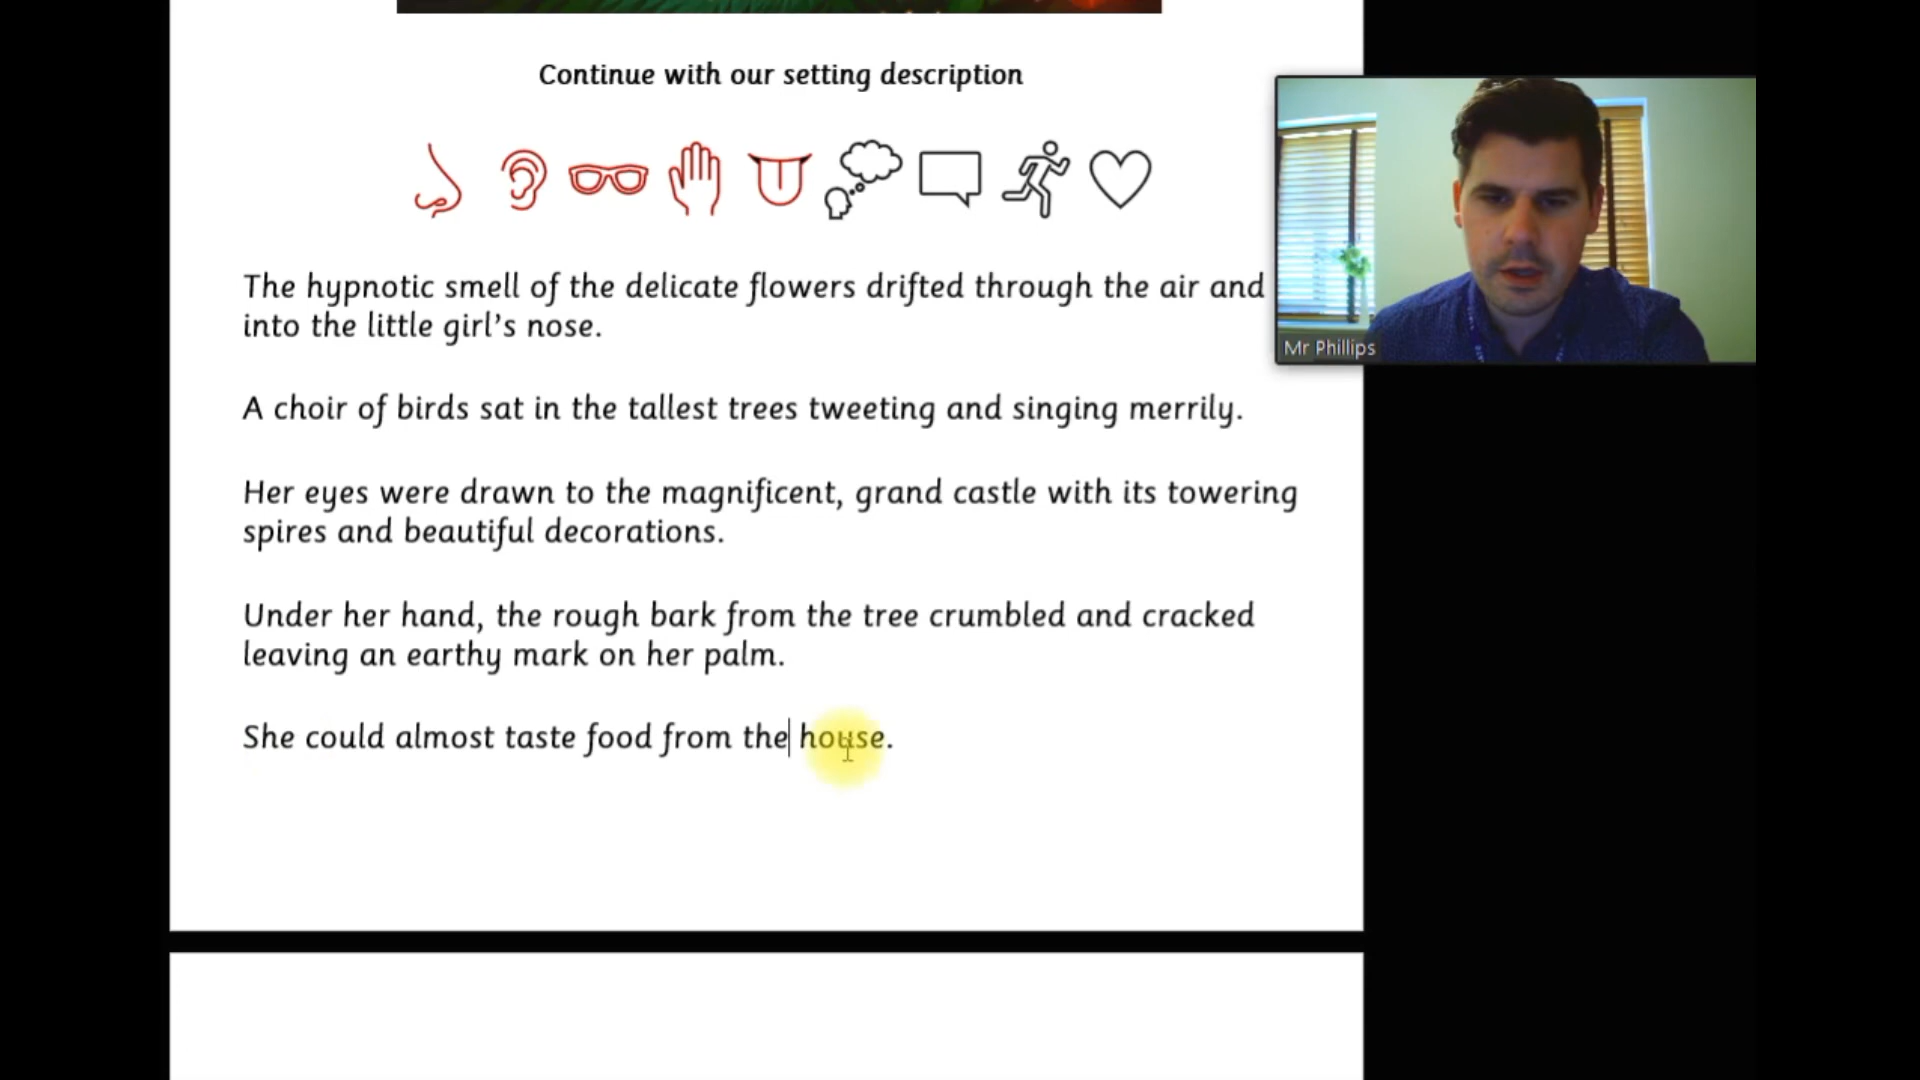 Continue with our setting description
The hypnotic smell of the delicate flowers drifted through the air and
into the little girl's nose.
Mr Phillips
A choir of birds sat in the tallest trees tweeting and singing merrily.
Her eyes were drawn to the magnificent, grand castle with its towering
spires and beautiful decorations.
Under her hand, the rough bark from the tree crumbled and cracked
leaving an earthy mark on her palm.
She could almost taste food from the house.